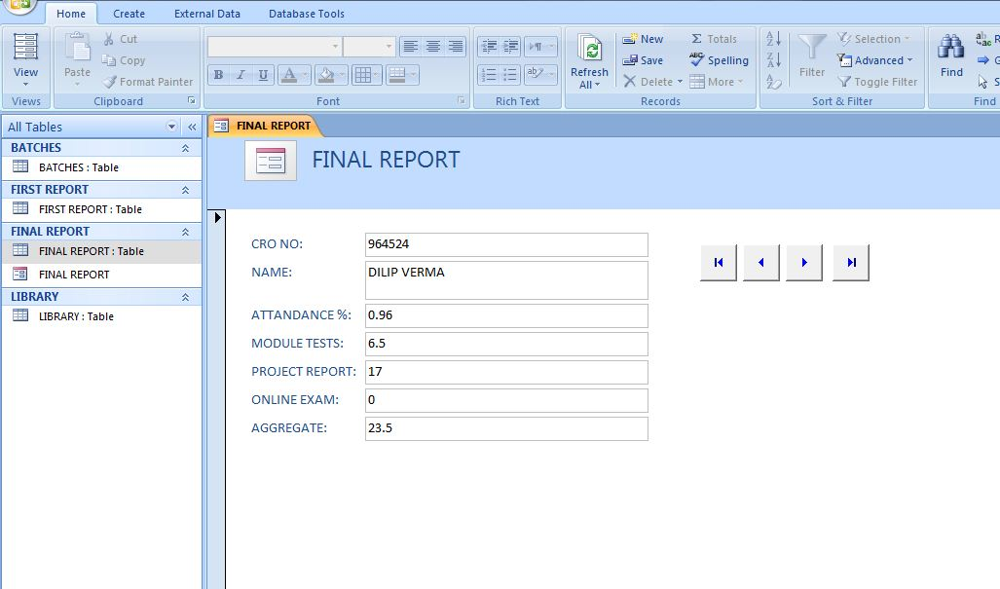 Home Create External Data Database Tools
View
Views
Paste
Cut
Copy
Format Painter
Clipboard
B I U A
Font
ab
Rich Text
Refresh
All
New
Save
Delete
Totals
Spelling
More
Records
Filter
Selection
Advanced
Toggle Filter
Sort & Filter
Find
Find
All Tables
BATCHES
BATCHES : Table
FIRST REPORT
FIRST REPORT : Table
FINAL REPORT
FINAL REPORT : Table
FINAL REPORT
LIBRARY
LIBRARY : Table
FINAL REPORT
FINAL REPORT
CRO NO: 964524
NAME: DILIP VERMA
ATTANDANCE %: 0.96
MODULE TESTS: 6.5
PROJECT REPORT: 17
ONLINE EXAM: 0
AGGREGATE: 23.5